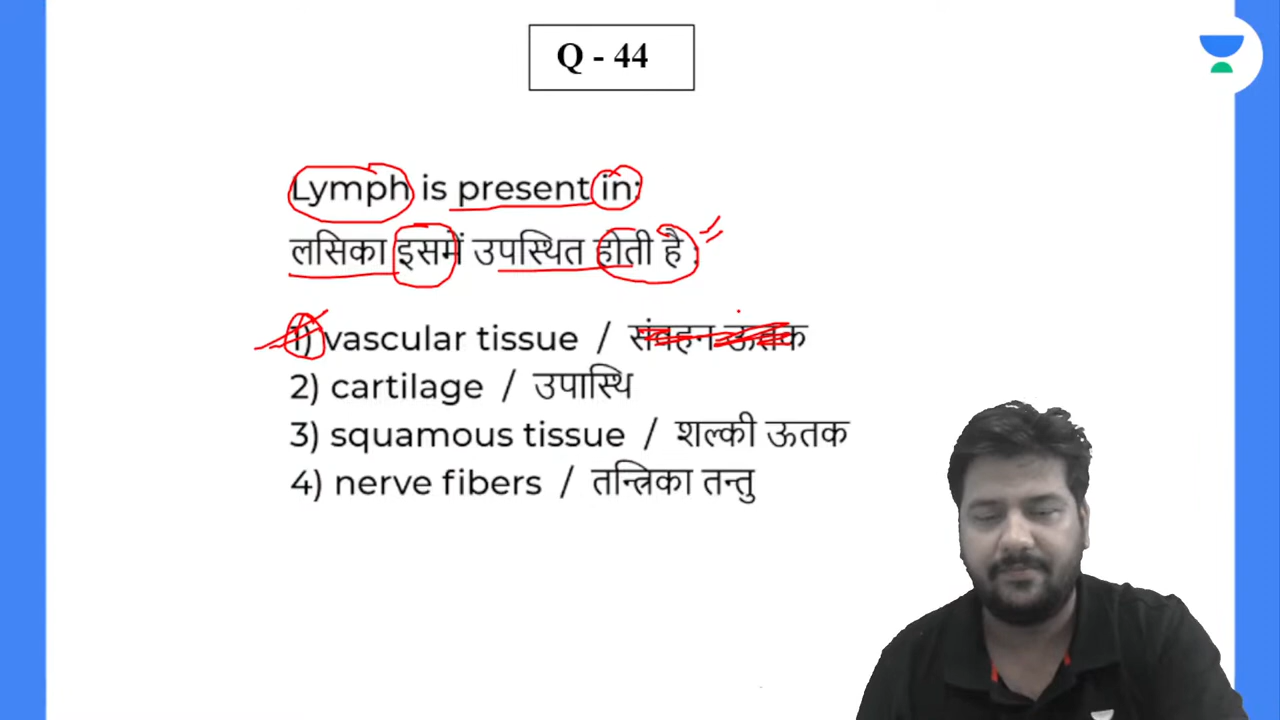 Q - 44
Lymph is present in:
लसिका इसमें उपस्थित होती है :
1) vascular tissue / संवहन ऊतक
2) cartilage / उपास्थि
3) squamous tissue / शल्की ऊतक
4) nerve fibers / तन्त्रिका तन्तु